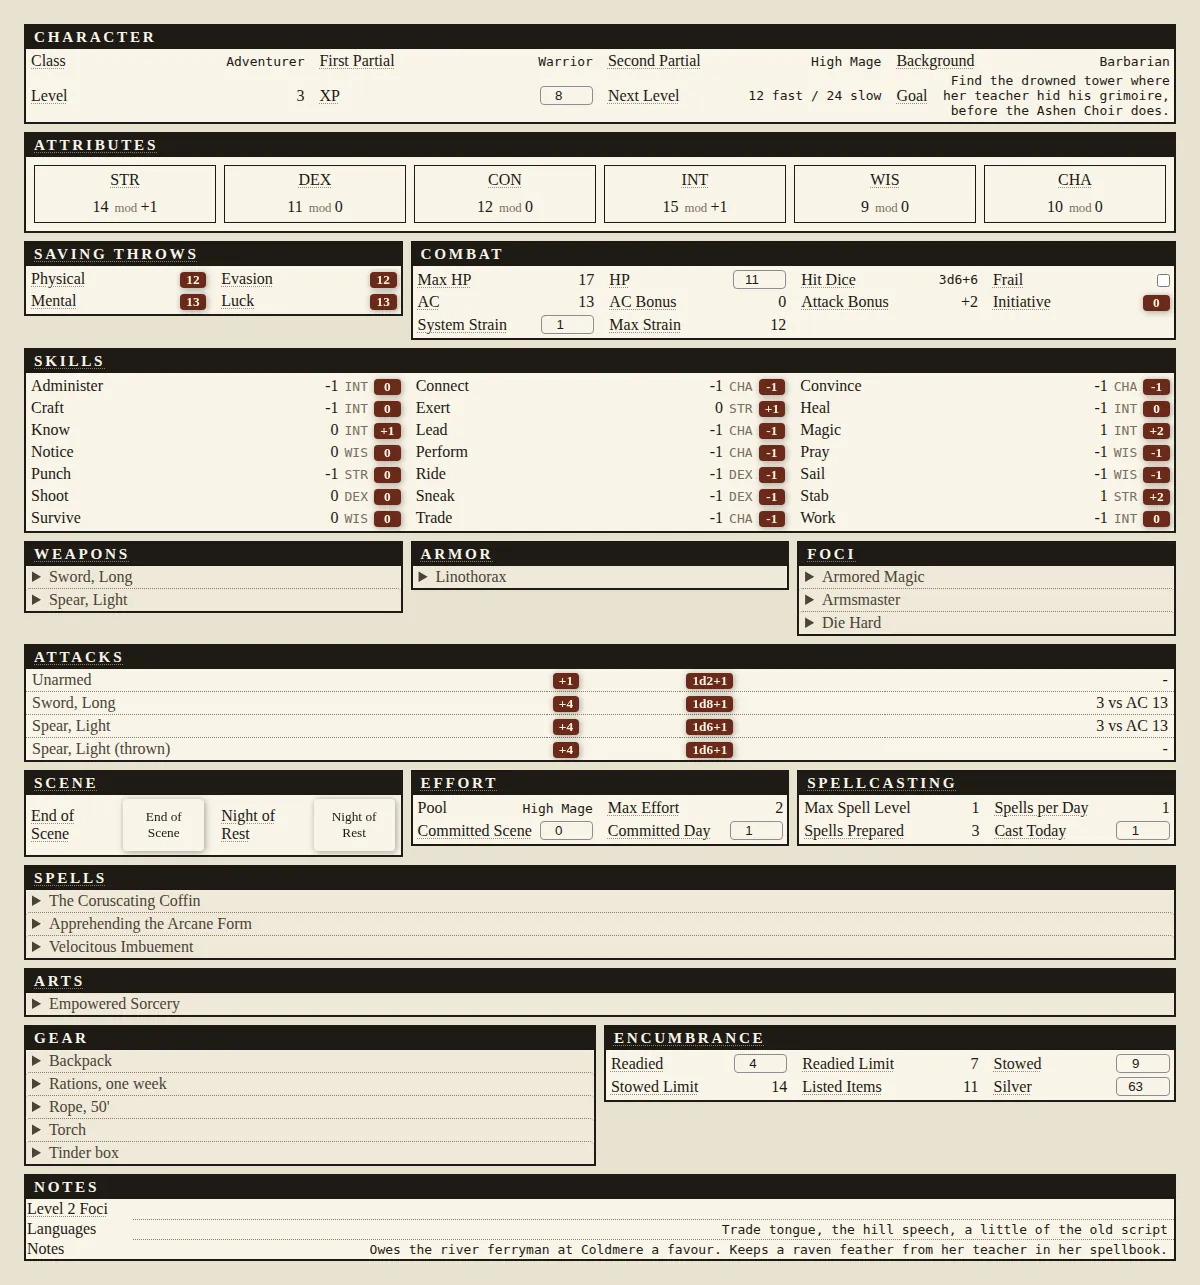 CHARACTER
Class Adventurer First Partial Warrior Second Partial High Mage Background Barbarian
Level 3 XP 8 Next Level 12 fast / 24 slow Goal Find the drowned tower where
her teacher hid his grimoire,
before the Ashen Choir does.
ATTRIBUTES
STR DEX CON INT WIS CHA
14 mod +1 11 mod 0 12 mod 0 15 mod +1 9 mod 0 10 mod 0
SAVING THROWS
Physical 12 Evasion 12
Mental 13 Luck 13
COMBAT
Max HP 17 HP 11 Hit Dice 3d6+6 Frail
AC 13 AC Bonus 0 Attack Bonus +2 Initiative 0
System Strain 1 Max Strain 12
SKILLS
Administer -1 INT 0 Connect -1 CHA -1 Convince -1 CHA -1
Craft -1 INT 0 Exert 0 STR +1 Heal -1 INT 0
Know 0 INT +1 Lead -1 CHA -1 Magic 1 INT +2
Notice 0 WIS 0 Perform -1 CHA -1 Pray -1 WIS -1
Punch -1 STR 0 Ride -1 DEX -1 Sail -1 WIS -1
Shoot 0 DEX 0 Sneak -1 DEX -1 Stab 1 STR +2
Survive 0 WIS 0 Trade -1 CHA -1 Work -1 INT 0
WEAPONS
Sword, Long
Spear, Light
ARMOR
Linothorax
FOCI
Armored Magic
Armsmaster
Die Hard
ATTACKS
Unarmed +1 1d2+1 -
Sword, Long +4 1d8+1 3 vs AC 13
Spear, Light +4 1d6+1 3 vs AC 13
Spear, Light (thrown) +4 1d6+1 -
SCENE
End of Scene End of Scene Night of Rest Night of Rest
EFFORT
Pool High Mage Max Effort 2
Committed Scene 0 Committed Day 1
SPELLCASTING
Max Spell Level 1 Spells per Day 1
Spells Prepared 3 Cast Today 1
SPELLS
The Coruscating Coffin
Apprehending the Arcane Form
Velocitous Imbuement
ARTS
Empowered Sorcery
GEAR
Backpack
Rations, one week
Rope, 50'
Torch
Tinder box
ENCUMBRANCE
Readied 4 Readied Limit 7 Stowed 9
Stowed Limit 14 Listed Items 11 Silver 63
NOTES
Level 2 Foci
Languages Trade tongue, the hill speech, a little of the old script
Notes Owes the river ferryman at Coldmere a favour. Keeps a raven feather from her teacher in her spellbook.